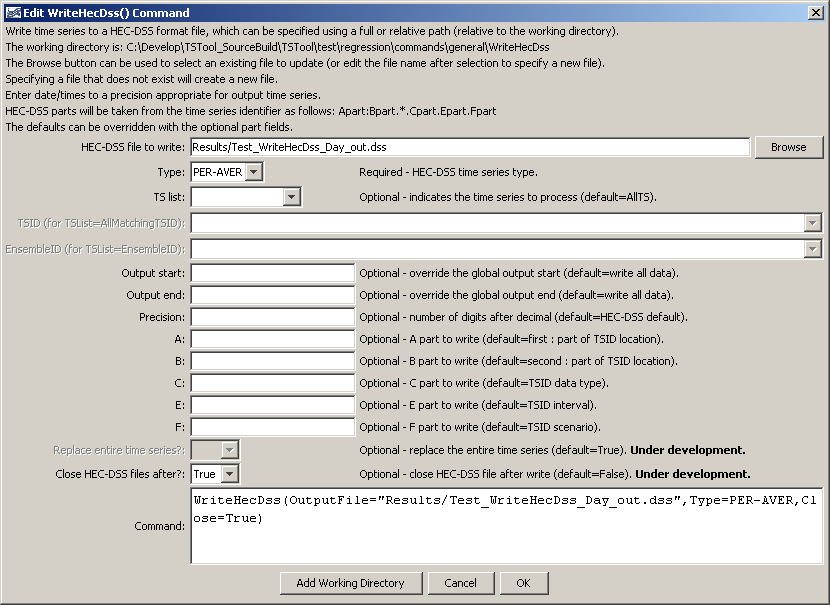 Edit WriteHecDss() Command
Write time series to a HEC-DSS format file, which can be specified using a full or relative path (relative to the working directory).
The working directory is: C:\Develop\TSTool_SourceBuild\TSTool\test\regression\commands\general\WriteHecDss
The Browse button can be used to select an existing file to update (or edit the file name after selection to specify a new file).
Specifying a file that does not exist will create a new file.
Enter date/times to a precision appropriate for output time series.
HEC-DSS parts will be taken from the time series identifier as follows: Apart:Bpart.*.Cpart.Epart.Fpart
The defaults can be overridden with the optional part fields.
HEC-DSS file to write: Results/Test_WriteHecDss_Day_out.dss Browse
Type: PER-AVER Required - HEC-DSS time series type.
TS list: Optional - indicates the time series to process (default=AllTS).
TSID (for TSList=AllMatchingTSID):
EnsembleID (for TSList=EnsembleID):
Output start: Optional - override the global output start (default=write all data).
Output end: Optional - override the global output end (default=write all data).
Precision: Optional - number of digits after decimal (default=HEC-DSS default).
A: Optional - A part to write (default=first : part of TSID location).
B: Optional - B part to write (default=second : part of TSID location).
C: Optional - C part to write (default=TSID data type).
E: Optional - E part to write (default=TSID interval).
F: Optional - F part to write (default=TSID scenario).
Replace entire time series?: Optional - replace the entire time series (default=True). Under development.
Close HEC-DSS files after?: True Optional - close HEC-DSS file after write (default=False). Under development.
Command: WriteHecDss(OutputFile="Results/Test_WriteHecDss_Day_out.dss",Type=PER-AVER,Cl
ose=True)
Add Working Directory Cancel OK